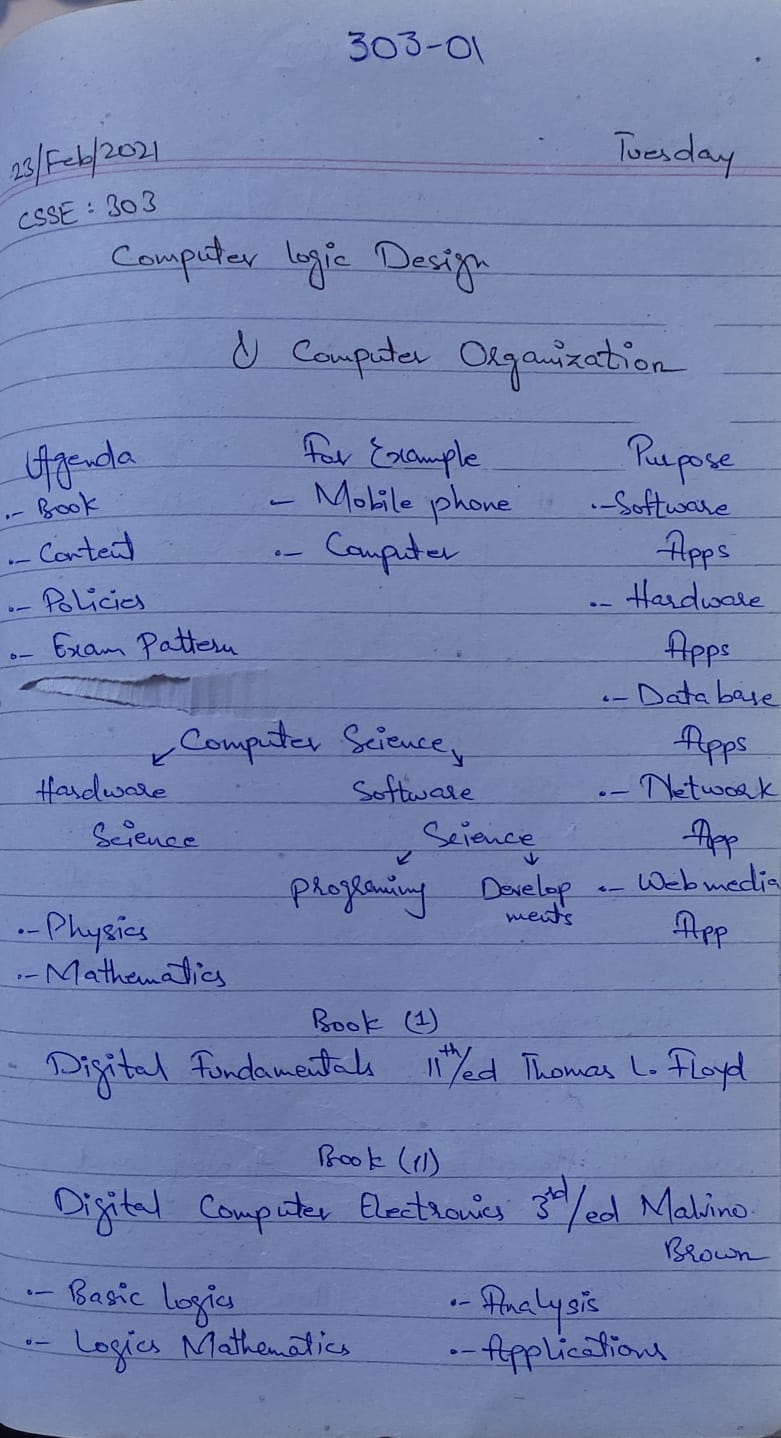 303-01
23/Feb/2021 Tuesday
CSSE : 303
Computer logic Design
Computer Organization
Agenda For Example Purpose
.- Book - Mobile phone .- Software
.- Content .- Computer Apps
.- Policies .- Hardware
.- Exam Pattern Apps
.- Database
Computer Science Apps
Hardware Software .- Network
Science Science App
programing Develop .- Webmedia
ments
.- Physics App
.- Mathematics
Book (1)
Digital Fundamentals 11th/ed Thomas L. Floyd
Book (11)
Digital Computer Electronics 3rd/ed Malvino.
Brown
.- Basic logics .- Analysis
.- Logics Mathematics .- Applications